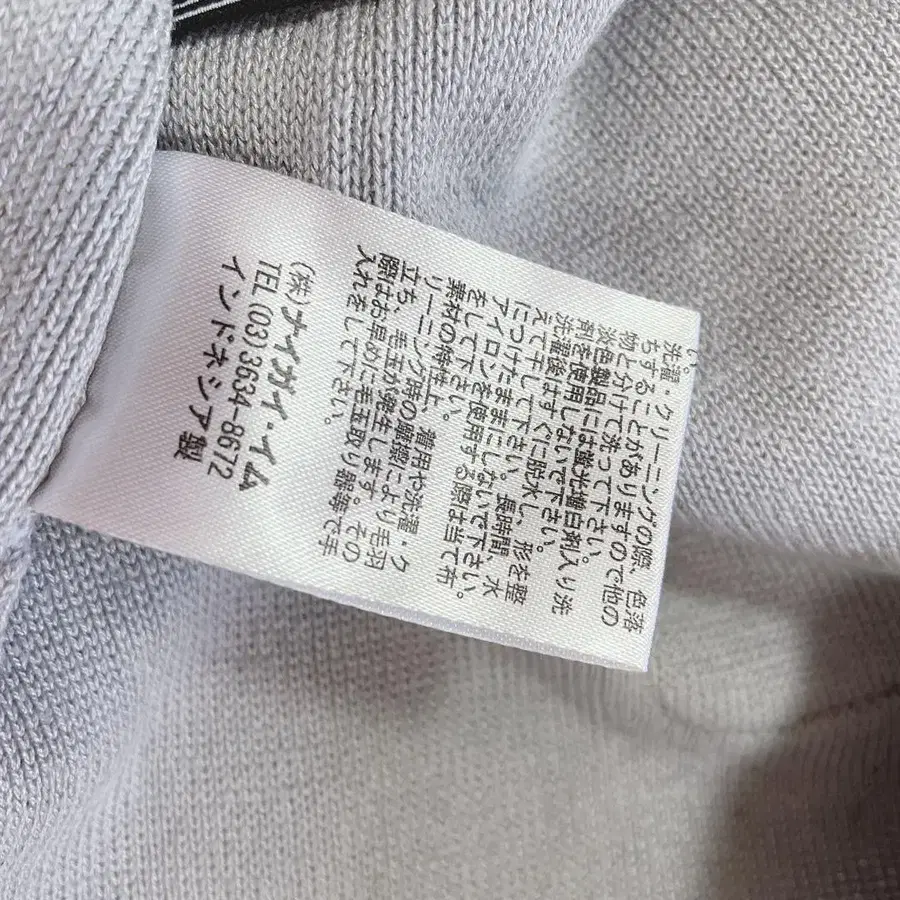 い。
洗濯・クリーニングの際、色落
ちすることがありますので他の
物と分けて洗って下さい。
淡色製品には蛍光増白剤入り洗
剤を使用しないで下さい。
洗濯後はすぐに脱水し、形を整
えて干して下さい。長時間、水
につけたままにしないで下さい。
アイロンを使用する際は当て布
をして下さい。
素材の特性上、着用や洗濯・ク
リーニング時の摩擦により毛羽
立ち、毛玉が発生します。その
際はお早めに毛玉取り器等で手
入れをして下さい。
(株)ナイガイ・イム
TEL (03) 3634-8672
インドネシア製